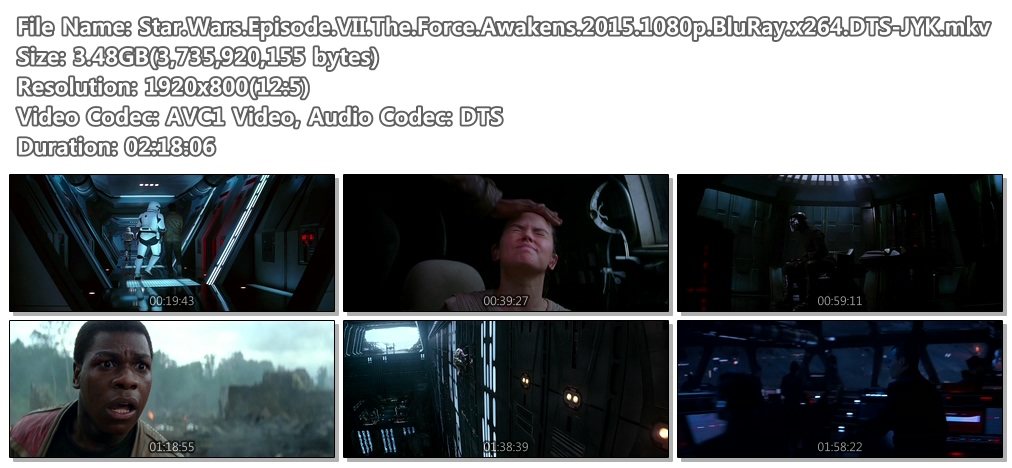 File Name: Star.Wars.Episode.VII.The.Force.Awakens.2015.1080p.BluRay.x264.DTS-JYK.mkv
Size: 3.48GB(3,735,920,155 bytes)
Resolution: 1920x800(12:5)
Video Codec: AVC1 Video, Audio Codec: DTS
Duration: 02:18:06
00:19:43
00:39:27
00:59:11
01:18:55
01:38:39
01:58:22